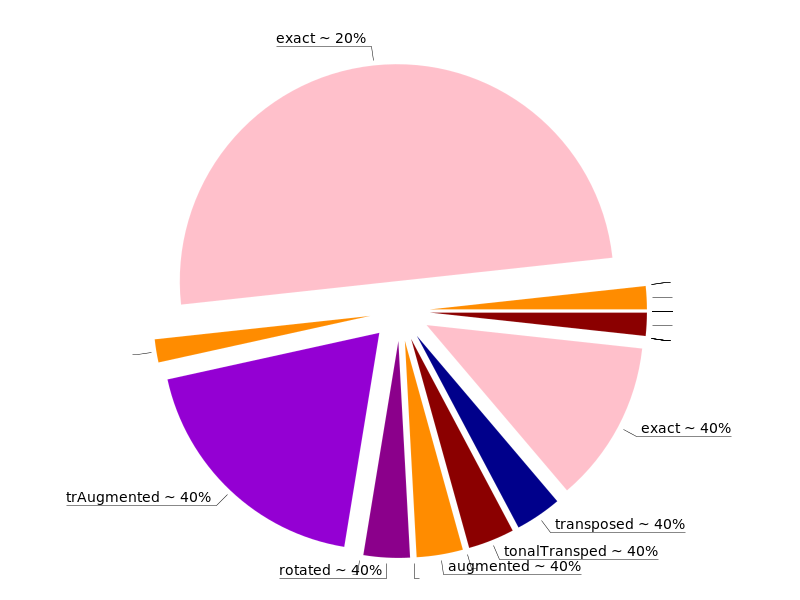 exact ~ 20%
exact ~ 40%
trAugmented ~ 40%
transposed ~ 40%
tonalTransped ~ 40%
augmented ~ 40%
rotated ~ 40%